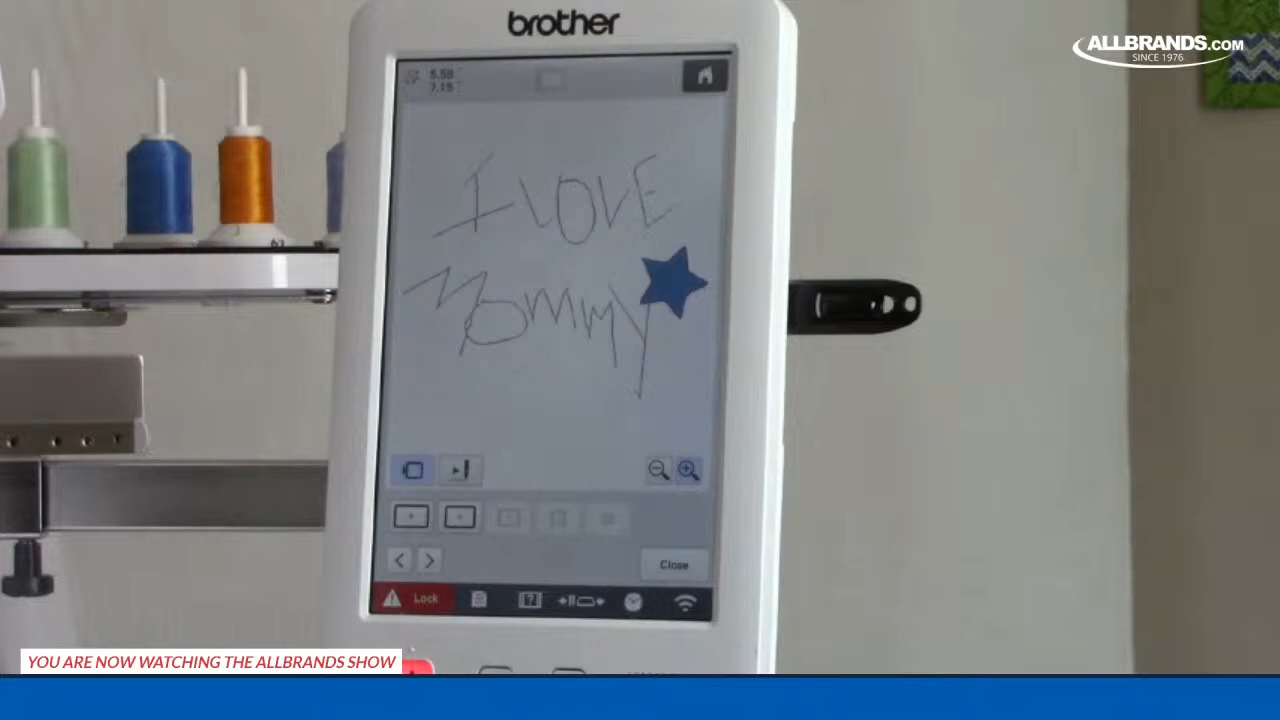 brother
ALLBRANDS.COM
SINCE 1976
5.50 "
7.15 "
I LOVE
Mommy
Close
Lock
YOU ARE NOW WATCHING THE ALLBRANDS SHOW